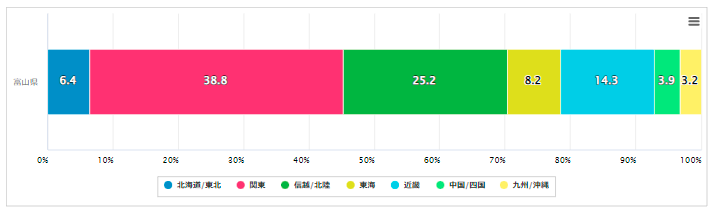 富山県
6.4 38.8 25.2 8.2 14.3 3.9 3.2
0% 10% 20% 30% 40% 50% 60% 70% 80% 90% 100%
北海道/東北 関東 信越/北陸 東海 近畿 中国/四国 九州/沖縄